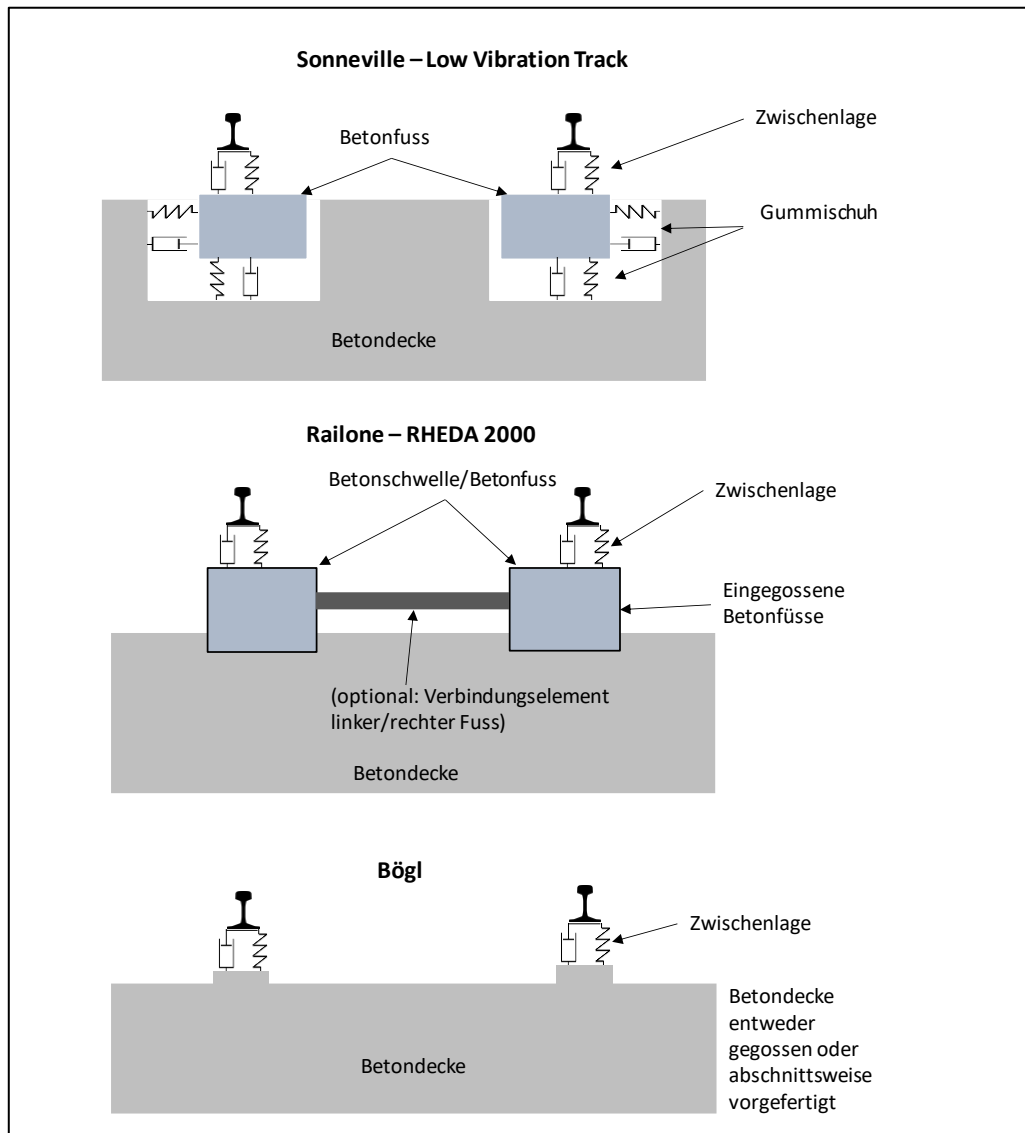 Sonneville – Low Vibration Track
Betonfuss
Zwischenlage
Gummischuh
Betondecke
Railone – RHEDA 2000
Betonschwelle/Betonfuss
Zwischenlage
Eingegossene
Betonfüsse
(optional: Verbindungselement
linker/rechter Fuss)
Betondecke
Bögl
Zwischenlage
Betondecke
Betondecke
entweder
gegossen oder
abschnittsweise
vorgefertigt